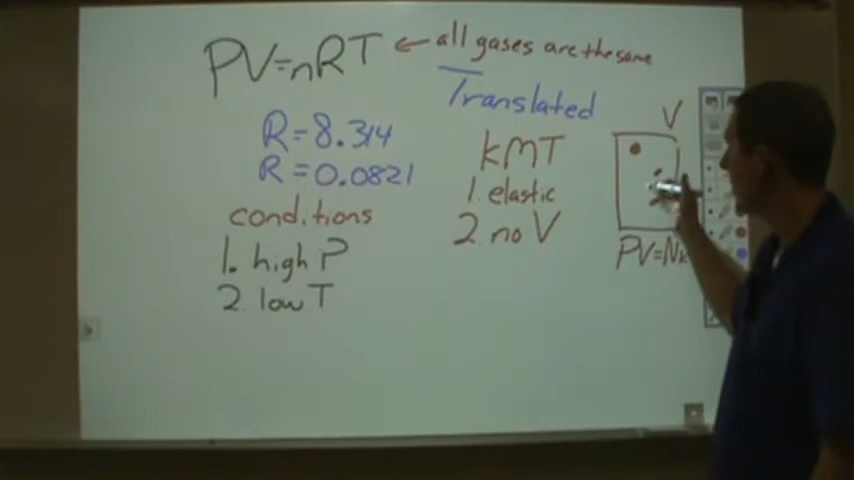 PV=nRT ← all gases are the same
Translated
R=8.314
R=0.0821
conditions
1. high P
2 low T
KMT
1. elastic
2. no V
V
PV=